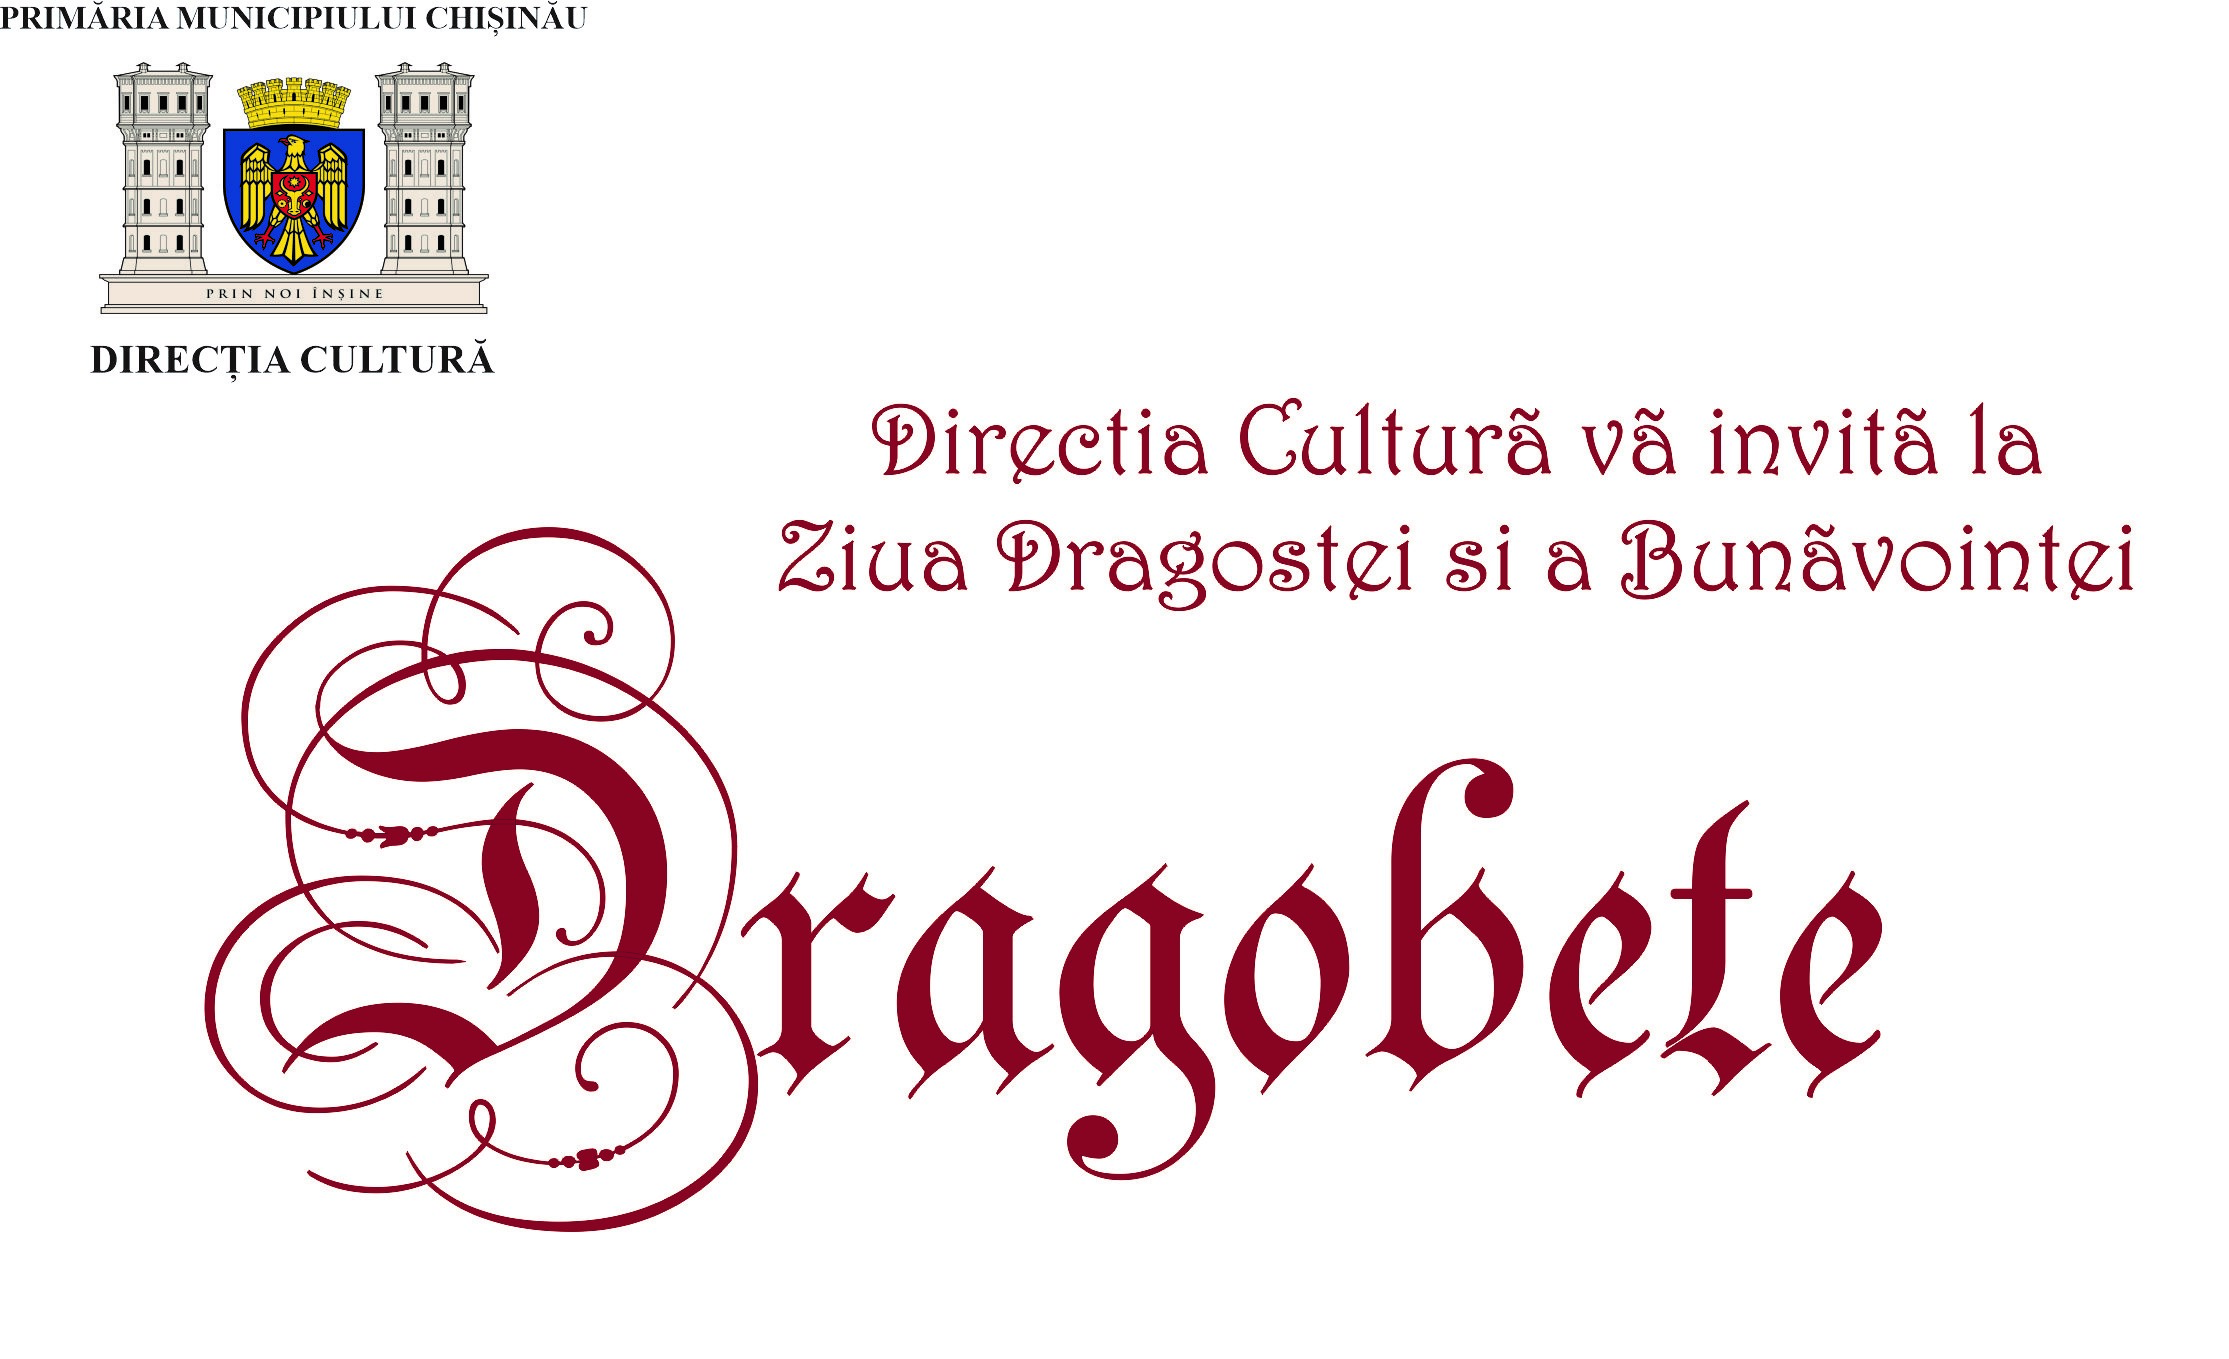 PRIMĂRIA MUNICIPIULUI CHIȘINĂU
PRIN NOI ÎNȘINE
DIRECȚIA CULTURĂ
Directia Culturã vã invitã la
Ziua Dragostei si a Bunãvointei
Dragobete